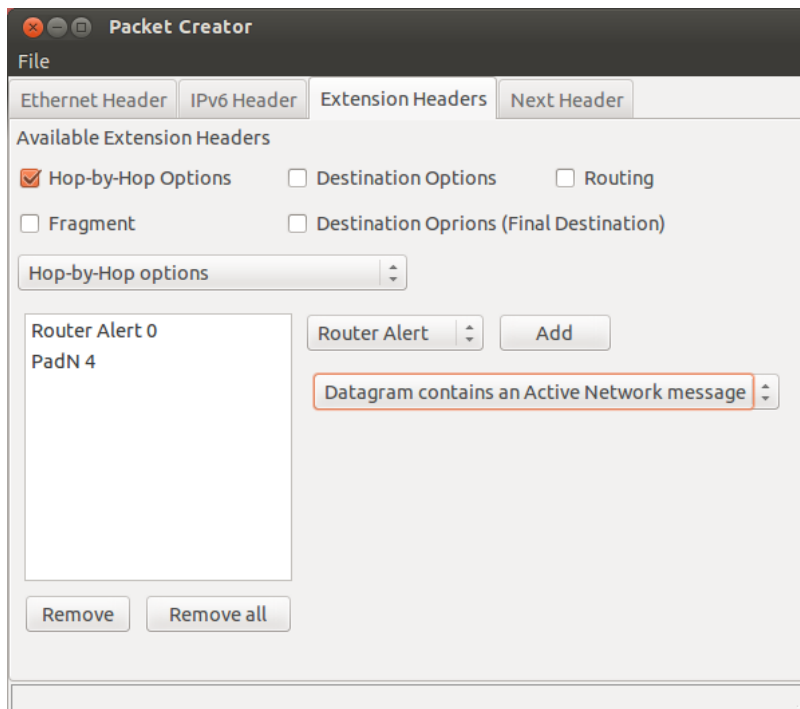 Packet Creator
File
Ethernet Header IPv6 Header Extension Headers Next Header
Available Extension Headers
Hop-by-Hop Options Destination Options Routing
Fragment Destination Oprions (Final Destination)
Hop-by-Hop options
Router Alert 0
PadN 4
Router Alert Add
Datagram contains an Active Network message
Remove Remove all